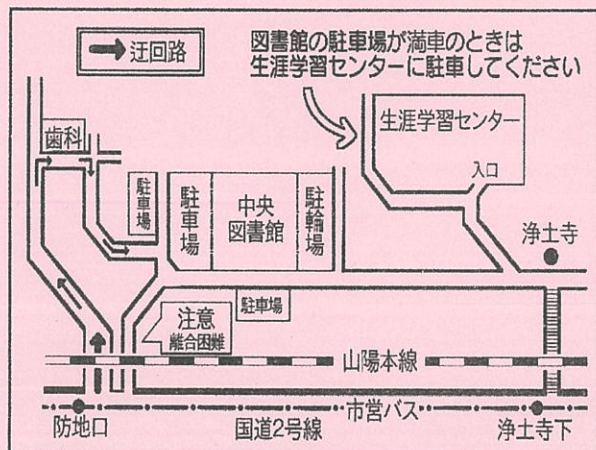 迂回路
図書館の駐車場が満車のときは
生涯学習センターに駐車してください
歯科
生涯学習センター
入口
駐車場
駐車場
中央
図書館
駐輪場
浄土寺
駐車場
注意
離合困難
山陽本線
市営バス
防地口
国道2号線
浄土寺下